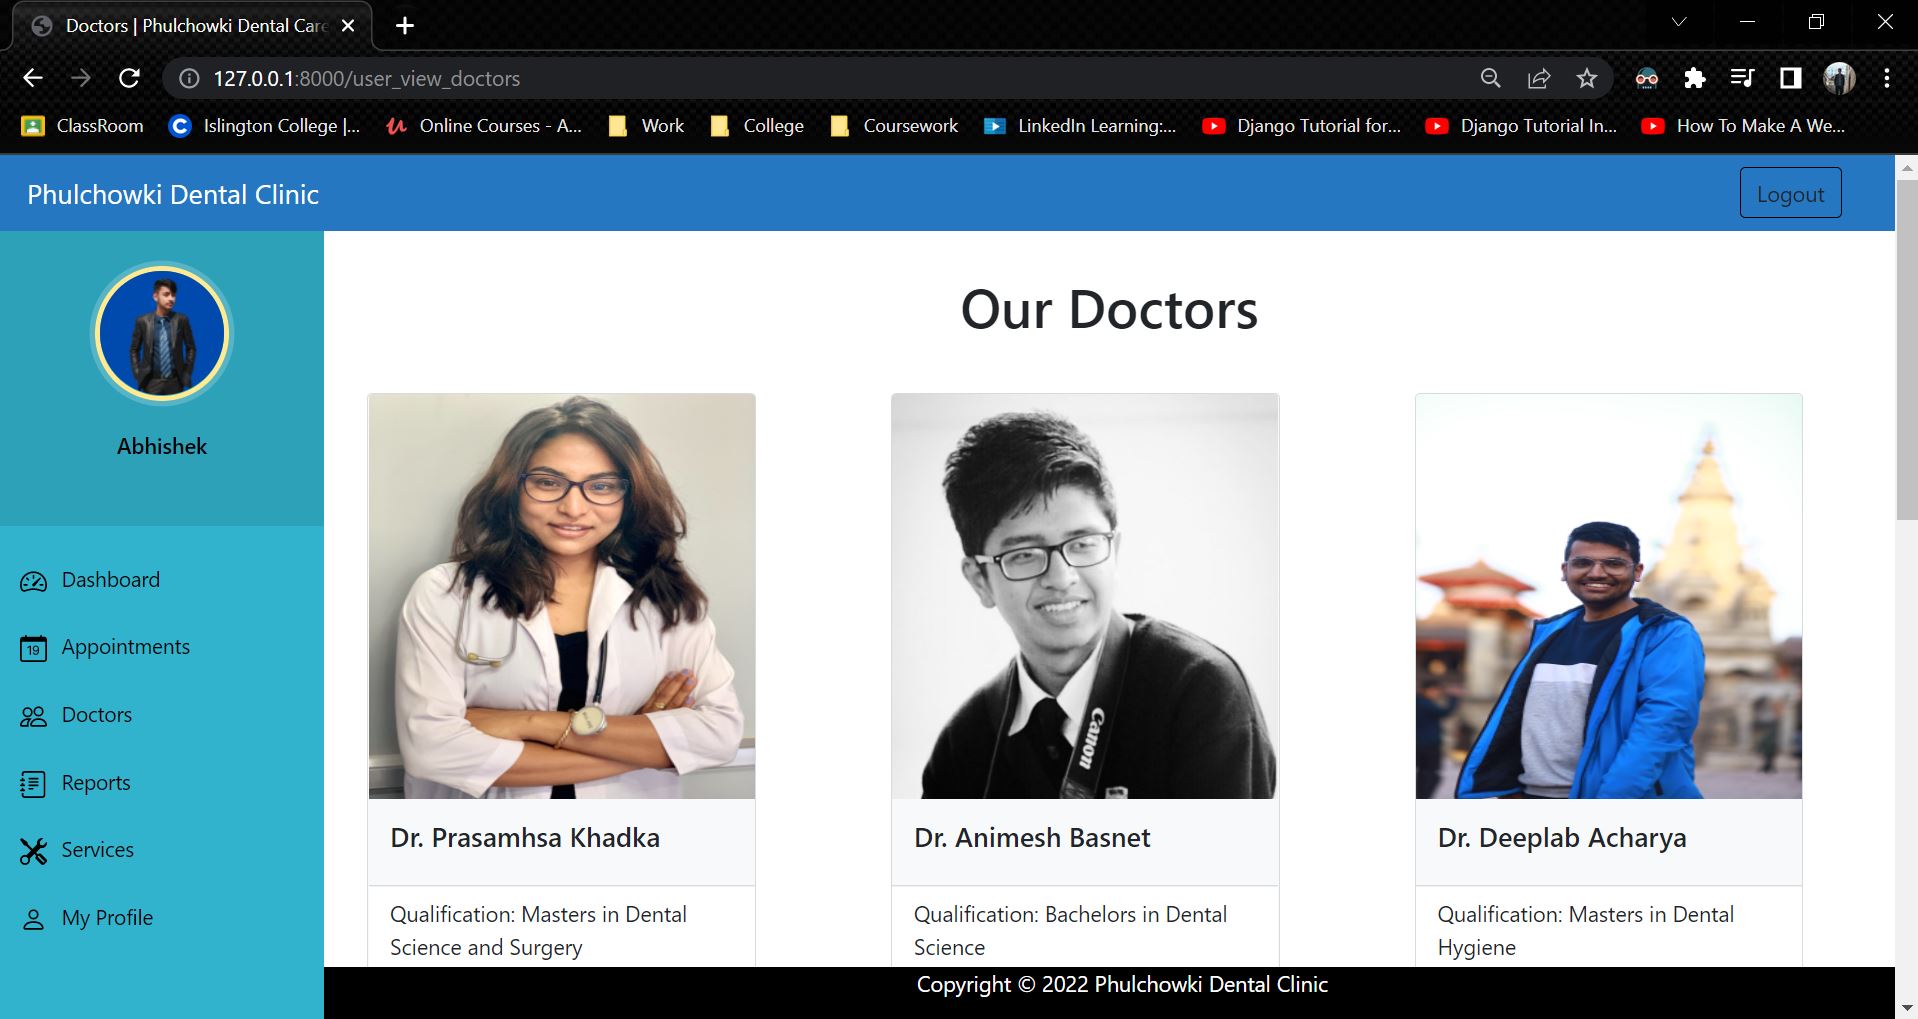 Doctors | Phulchowki Dental Care
127.0.0.1:8000/user_view_doctors
ClassRoom
Islington College |...
Online Courses - A...
Work
College
Coursework
LinkedIn Learning:...
Django Tutorial for...
Django Tutorial In...
How To Make A We...
Phulchowki Dental Clinic
Logout
Abhishek
Dashboard
19
Appointments
Doctors
Reports
Services
My Profile
Our Doctors
Canon
Dr. Prasamhsa Khadka
Qualification: Masters in Dental
Science and Surgery
Dr. Animesh Basnet
Qualification: Bachelors in Dental
Science
Dr. Deeplab Acharya
Qualification: Masters in Dental
Hygiene
Copyright © 2022 Phulchowki Dental Clinic